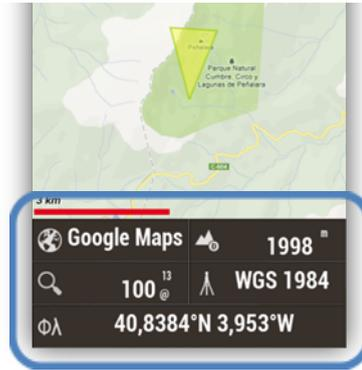 Peñalara
Parque Natural
Cumbre, Circo y
Lagunas de Peñalara
C-604
3 km
Google Maps
1998 m
100 @ 13
WGS 1984
Φλ
40,8384°N 3,953°W